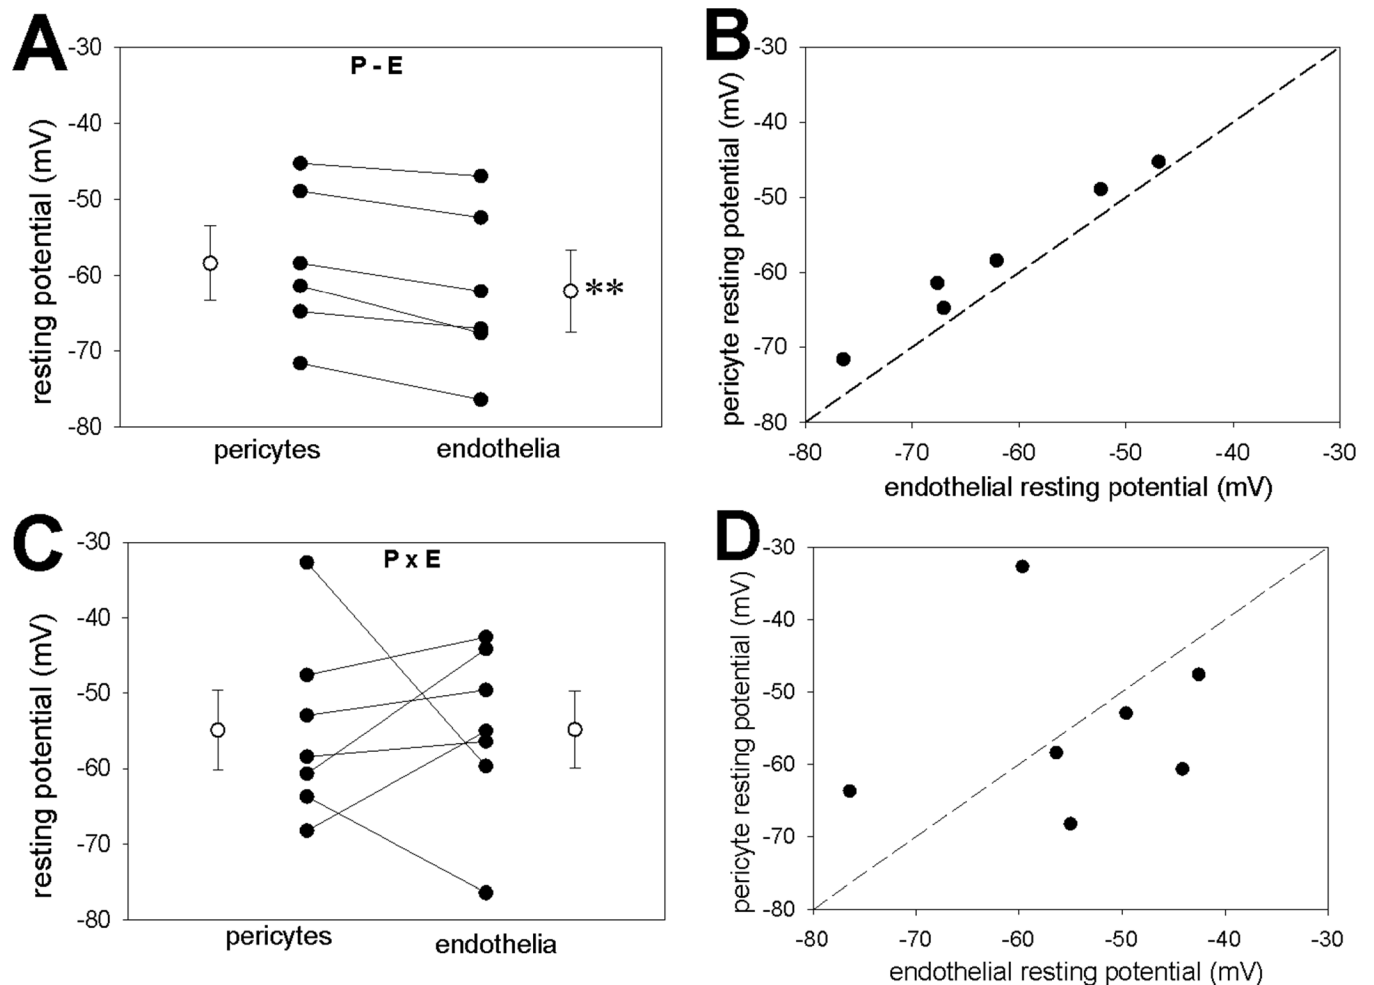 A
P - E
resting potential (mV)
-30
-40
-50
-60
-70
-80
**
pericytes
endothelia
B
pericyte resting potential (mV)
-30
-40
-50
-60
-70
-80
-80 -70 -60 -50 -40 -30
endothelial resting potential (mV)
C
P x E
resting potential (mV)
-30
-40
-50
-60
-70
-80
pericytes
endothelia
D
pericyte resting potential (mV)
-30
-40
-50
-60
-70
-80
-80 -70 -60 -50 -40 -30
endothelial resting potential (mV)